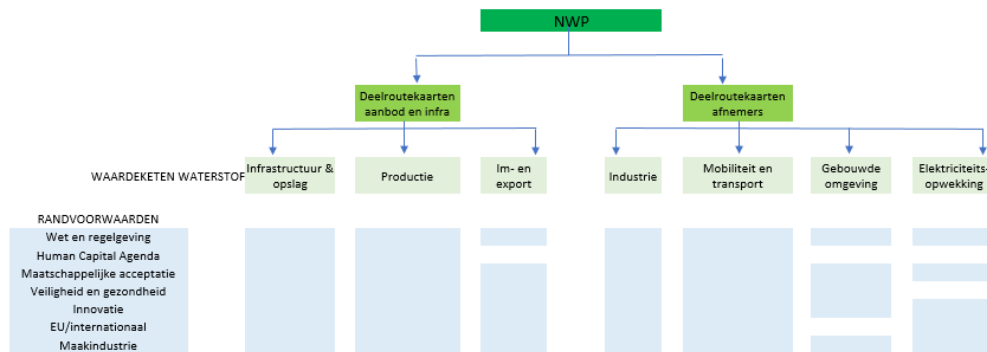 NWP
Deelroutekaarten
aanbod en infra
Deelroutekaarten
afnemers
WAARDEKETEN WATERSTOF
Infrastructuur &
opslag
Productie
Im- en
export
Industrie
Mobiliteit en
transport
Gebouwde
omgeving
Elektriciteits-
opwekking
RANDVOORWAARDEN
Wet en regelgeving
Human Capital Agenda
Maatschappelijke acceptatie
Veiligheid en gezondheid
Innovatie
EU/internationaal
Maakindustrie